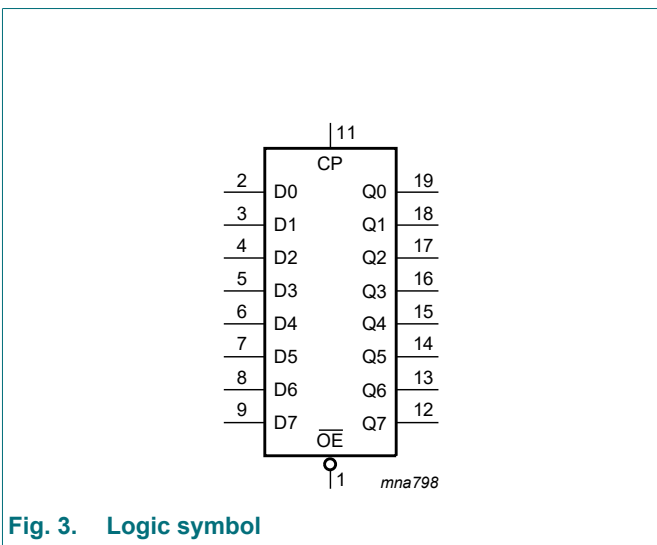 11
CP
2 D0 Q0 19
3 D1 Q1 18
4 D2 Q2 17
5 D3 Q3 16
6 D4 Q4 15
7 D5 Q5 14
8 D6 Q6 13
9 D7 Q7 12
O̅E̅
1 mna798
Fig. 3. Logic symbol